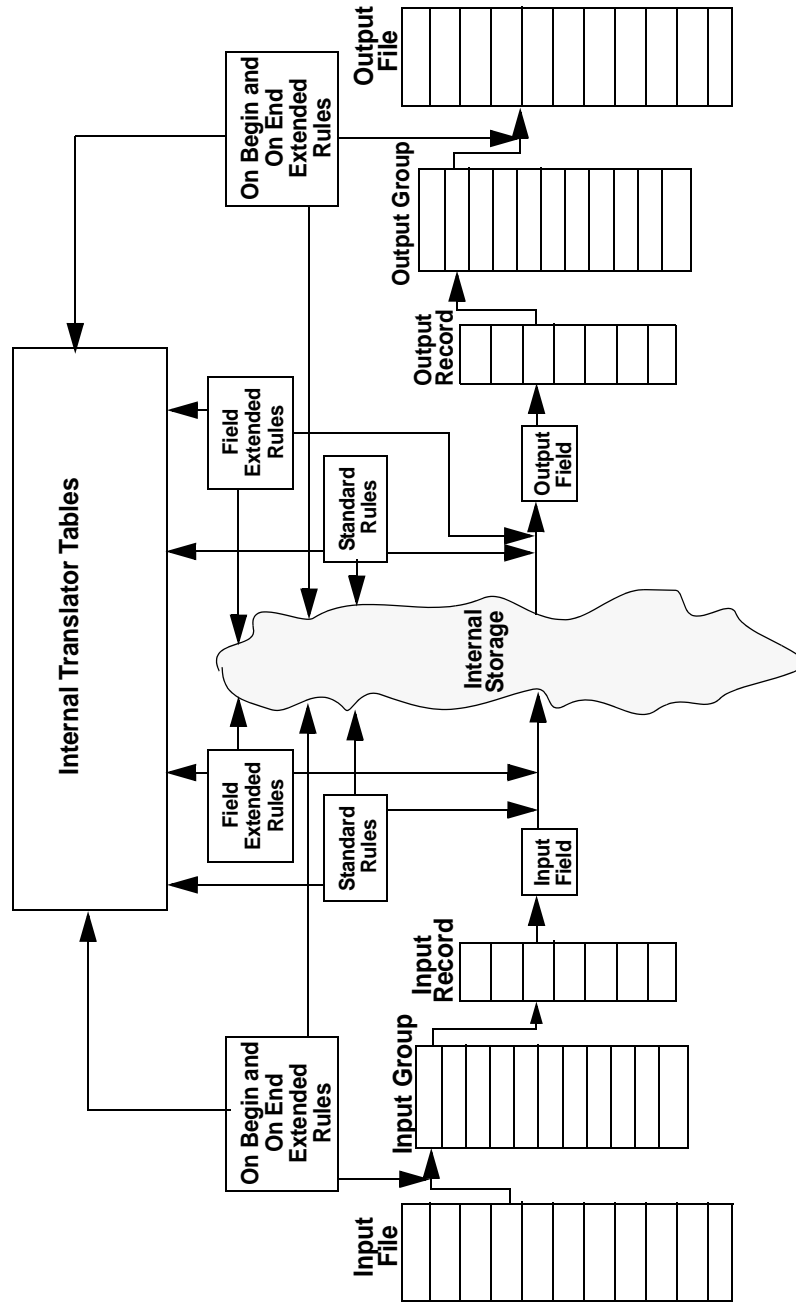 Internal Translator Tables
On Begin and
On End
Extended
Rules
Field
Extended
Rules
Standard
Rules
Field
Extended
Rules
Standard
Rules
On Begin and
On End
Extended
Rules
Internal
Storage
Input
File
Input Group
Input
Record
Input
Field
Output
Field
Output
Record
Output Group
Output
File